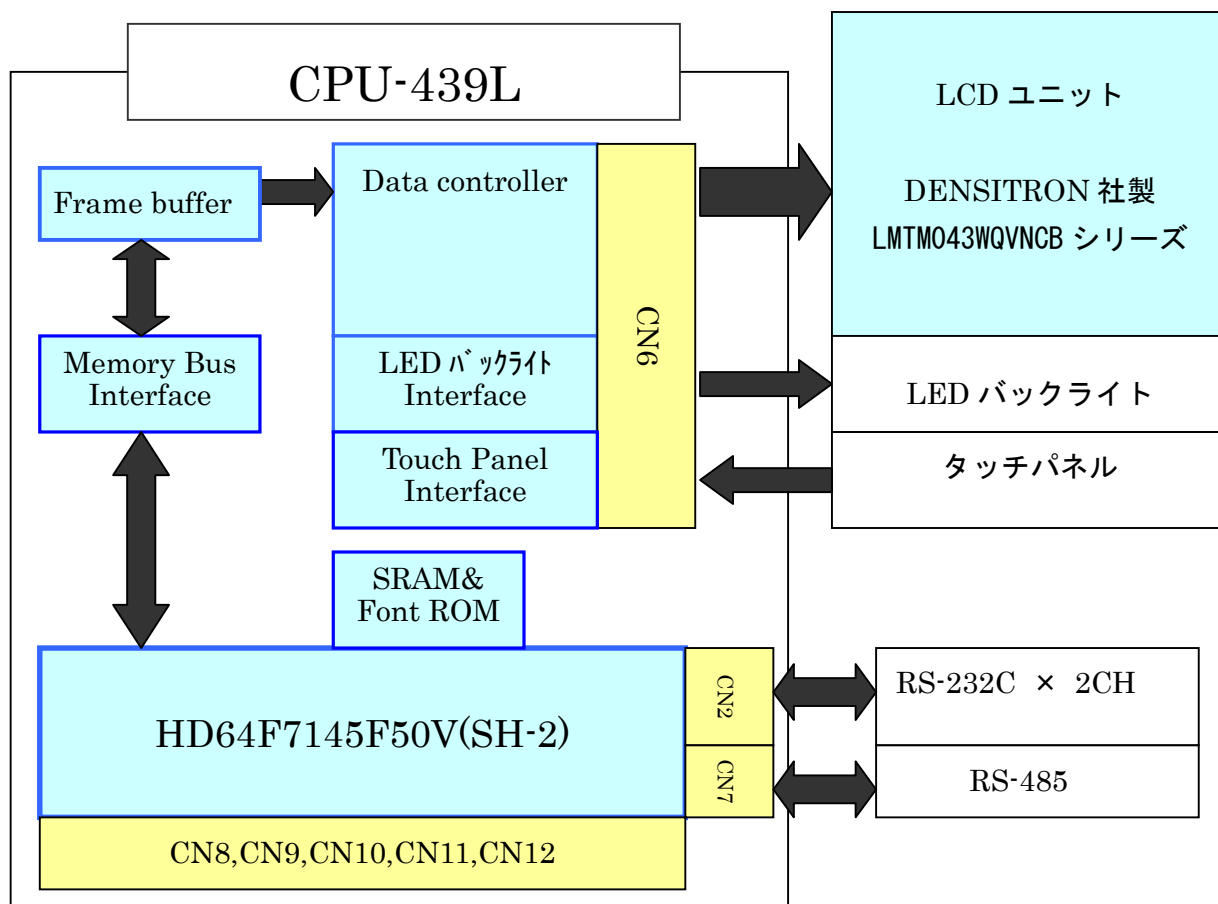 CPU-439L
LCD ユニット
DENSITRON 社製
LMTM043WQVNCB シリーズ
Frame buffer
Data controller
CN6
Memory Bus
Interface
LED ﾊﾞｯｸﾗｲﾄ
Interface
LED バックライト
Touch Panel
Interface
タッチパネル
SRAM&
Font ROM
HD64F7145F50V(SH-2)
CN2
RS-232C × 2CH
CN7
RS-485
CN8,CN9,CN10,CN11,CN12